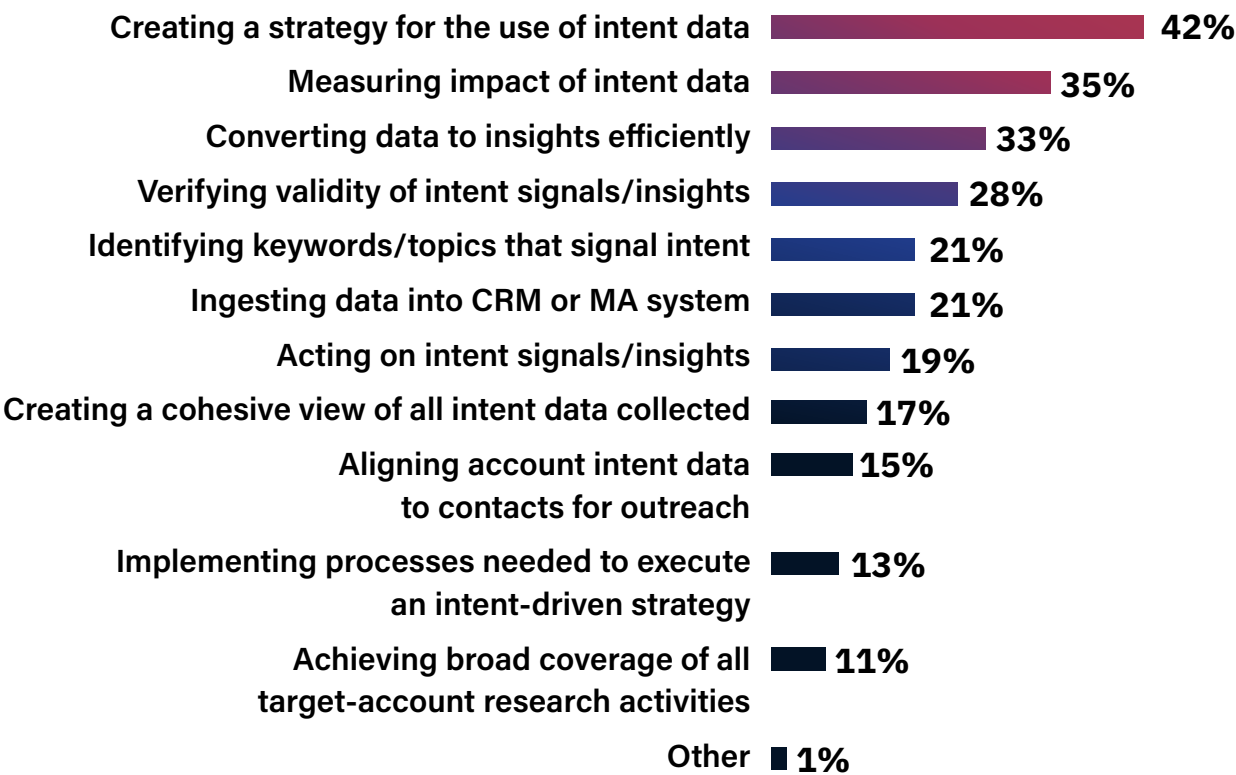 Creating a strategy for the use of intent data 42%
Measuring impact of intent data 35%
Converting data to insights efficiently 33%
Verifying validity of intent signals/insights 28%
Identifying keywords/topics that signal intent 21%
Ingesting data into CRM or MA system 21%
Acting on intent signals/insights 19%
Creating a cohesive view of all intent data collected 17%
Aligning account intent data 15%
to contacts for outreach
Implementing processes needed to execute 13%
an intent-driven strategy
Achieving broad coverage of all 11%
target-account research activities
Other 1%